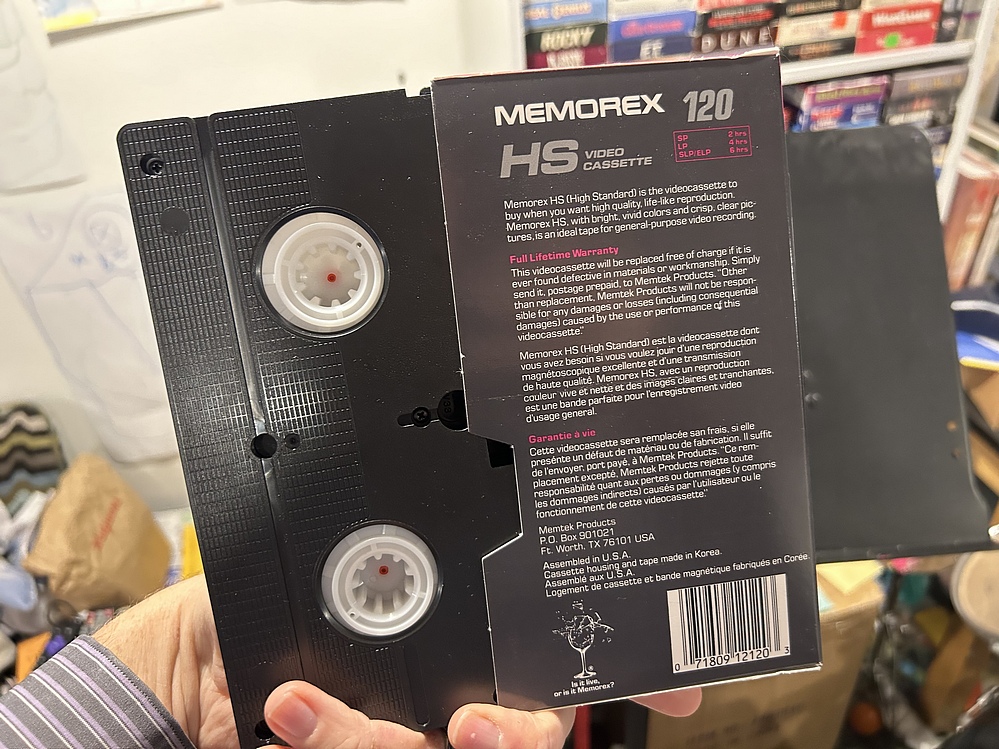 ROCKY
DUNE
MEMOREX 120
HS VIDEO
CASSETTE
SP 2 hrs
LP 4 hrs
SLP/ELP 6 hrs
Memorex HS (High Standard) is the videocassette to
buy when you want high quality, life-like reproduction.
Memorex HS, with bright, vivid colors and crisp, clear pic-
tures, is an ideal tape for general-purpose video recording.
Full Lifetime Warranty
This videocassette will be replaced free of charge if it is
ever found defective in materials or workmanship. Simply
send it, postage prepaid, to Memtek Products. "Other
than replacement, Memtek Products will not be respon-
sible for any damages or losses (including consequential
damages) caused by the use or performance of this
videocassette."
Memorex HS (High Standard) est la videocassette dont
vous avez besoin si vous voulez jouir d'une reproduction
magnétoscopique excellente et d'une transmission
de haute qualité. Memorex HS, avec un reproduction
couleur vive et nette et des images claires et tranchantes,
est une bande parfaite pour l'enregistrement video
d'usage general.
Garantie à vie
Cette videocassette sera remplacée san frais, si elle
presénte un défaut de matériau ou de fabrication. Il suffit
de l'envoyer, port payé, à Memtek Products. "Ce rem-
placement excepté, Memtek Products rejette toute
responsabilité quant aux pertes ou dommages (y compris
les dommages indirects) causés par l'utilisateur ou le
fonctionnement de cette videocassette."
Memtek Products
P.O. Box 901021
Ft. Worth, TX 76101 USA
Assembled in U.S.A.
Cassette housing and tape made in Korea.
Assemblé aux U.S.A.
Logement de cassette et bande magnétique fabriqués en Corée.
Is it live,
or is it Memorex?
0 71809 12120 3